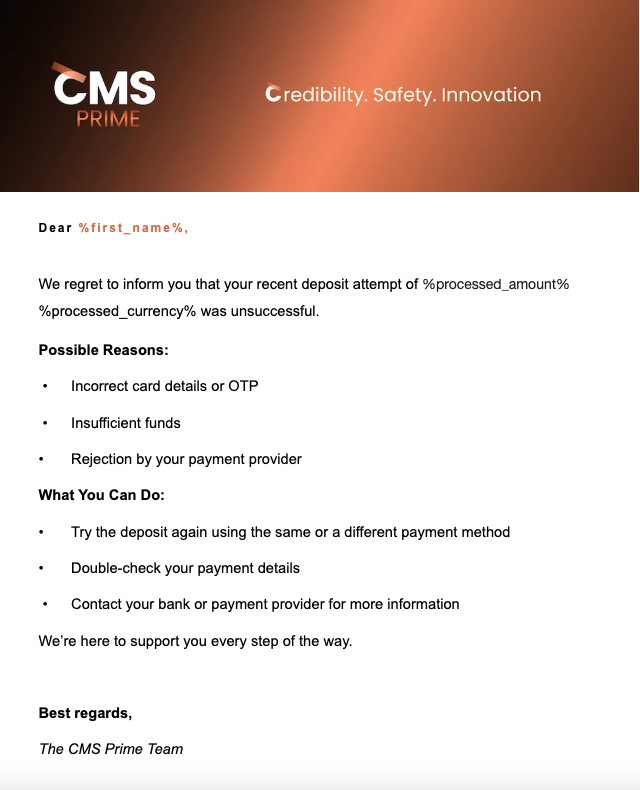 CMS
PRIME
Credibility. Safety. Innovation
Dear %first_name%,
We regret to inform you that your recent deposit attempt of %processed_amount%
%processed_currency% was unsuccessful.
Possible Reasons:
• Incorrect card details or OTP
• Insufficient funds
• Rejection by your payment provider
What You Can Do:
• Try the deposit again using the same or a different payment method
• Double-check your payment details
• Contact your bank or payment provider for more information
We’re here to support you every step of the way.
Best regards,
The CMS Prime Team